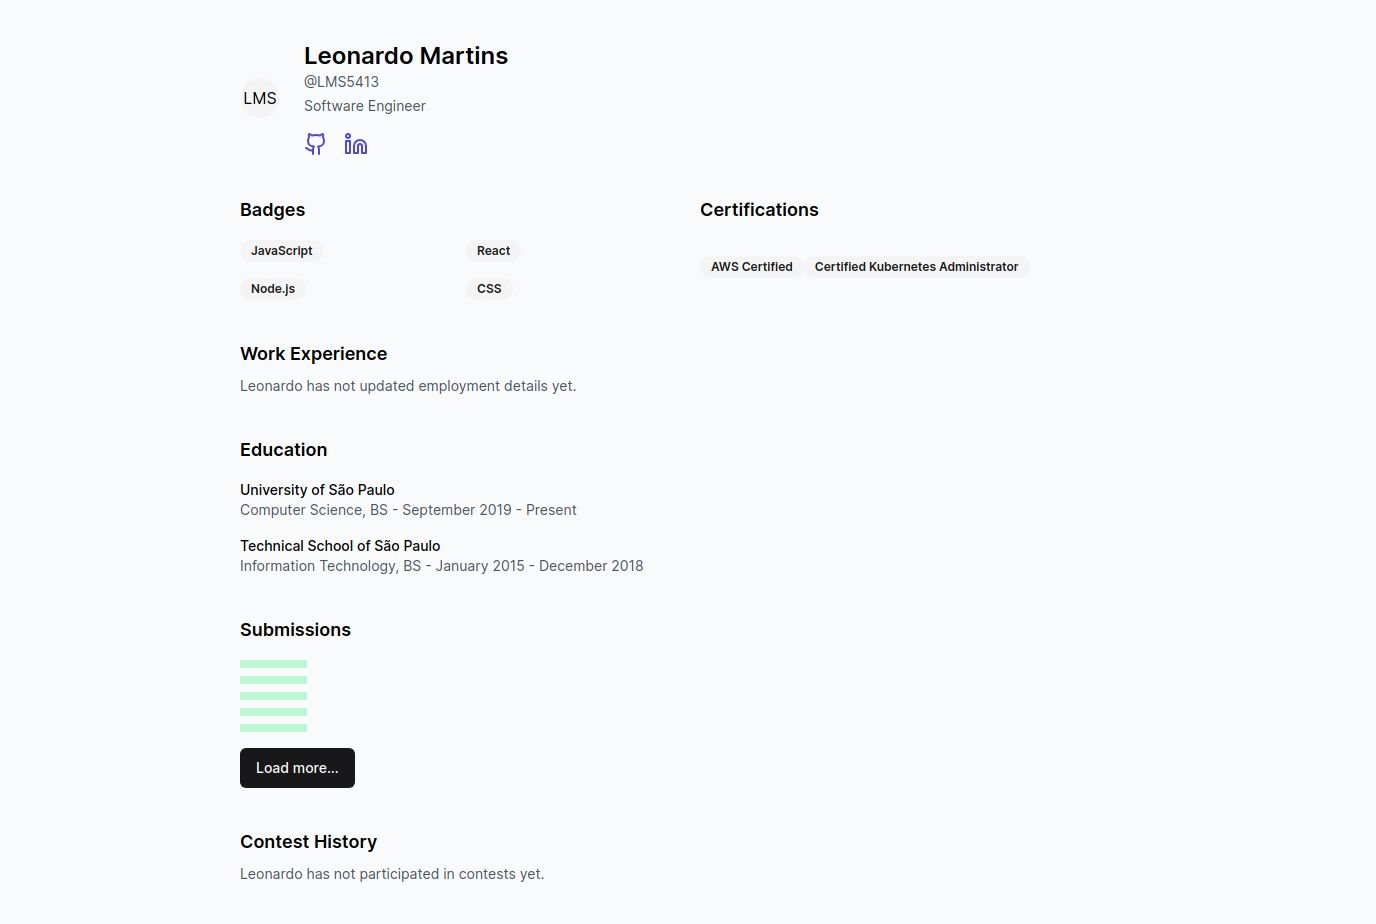 Leonardo Martins
@LMS5413
LMS
Software Engineer
Badges
JavaScript
React
Node.js
CSS
Certifications
AWS Certified
Certified Kubernetes Administrator
Work Experience
Leonardo has not updated employment details yet.
Education
University of São Paulo
Computer Science, BS - September 2019 - Present
Technical School of São Paulo
Information Technology, BS - January 2015 - December 2018
Submissions
Load more...
Contest History
Leonardo has not participated in contests yet.